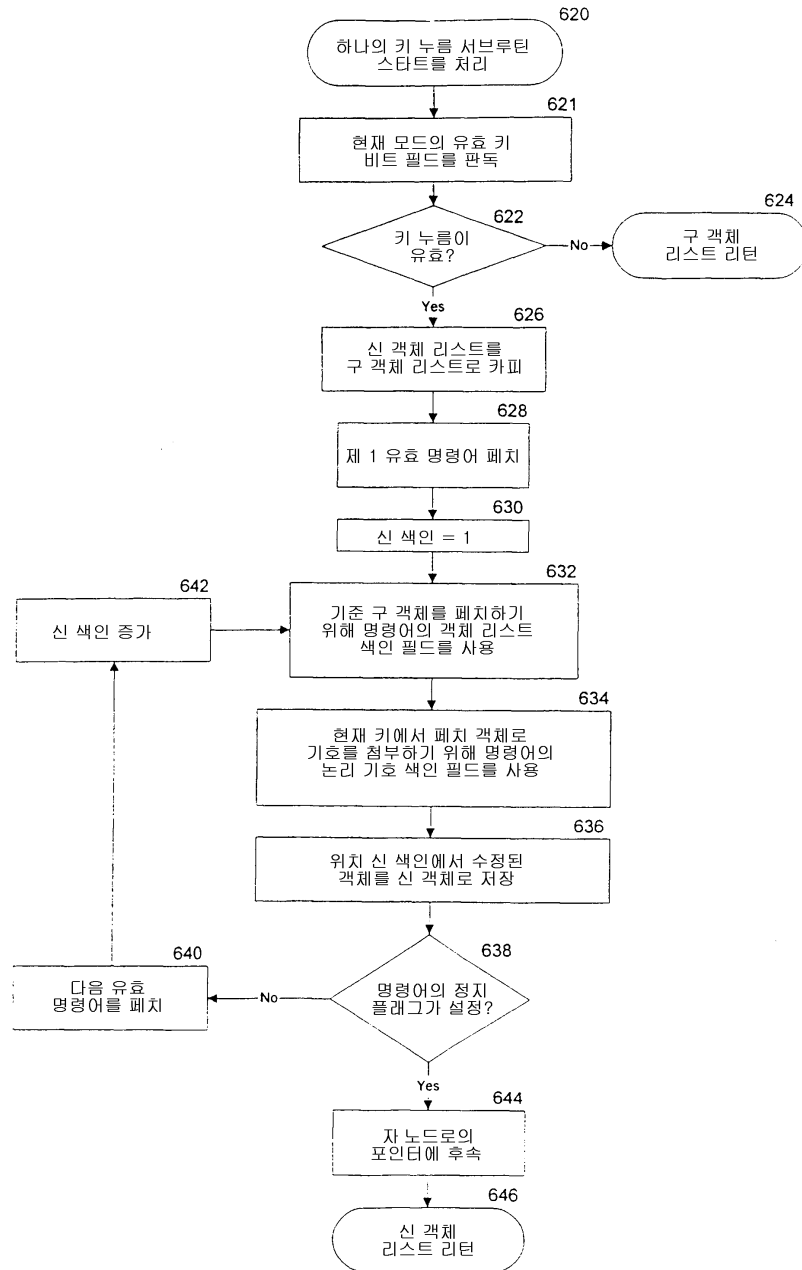 620
하나의 키 누름 서브루틴
스타트를 처리
621
현재 모드의 유효 키
비트 필드를 판독
622
키 누름이
유효?
No
624
구 객체
리스트 리턴
Yes
626
신 객체 리스트를
구 객체 리스트로 카피
628
제 1 유효 명령어 페치
630
신 색인 = 1
632
기준 구 객체를 페치하기
위해 명령어의 객체 리스트
색인 필드를 사용
642
신 색인 증가
634
현재 키에서 페치 객체로
기호를 첨부하기 위해 명령어의
논리 기호 색인 필드를 사용
636
위치 신 색인에서 수정된
객체를 신 객체로 저장
638
명령어의 정지
플래그가 설정?
No
640
다음 유효
명령어를 페치
Yes
644
자 노드로의
포인터에 후속
646
신 객체
리스트 리턴